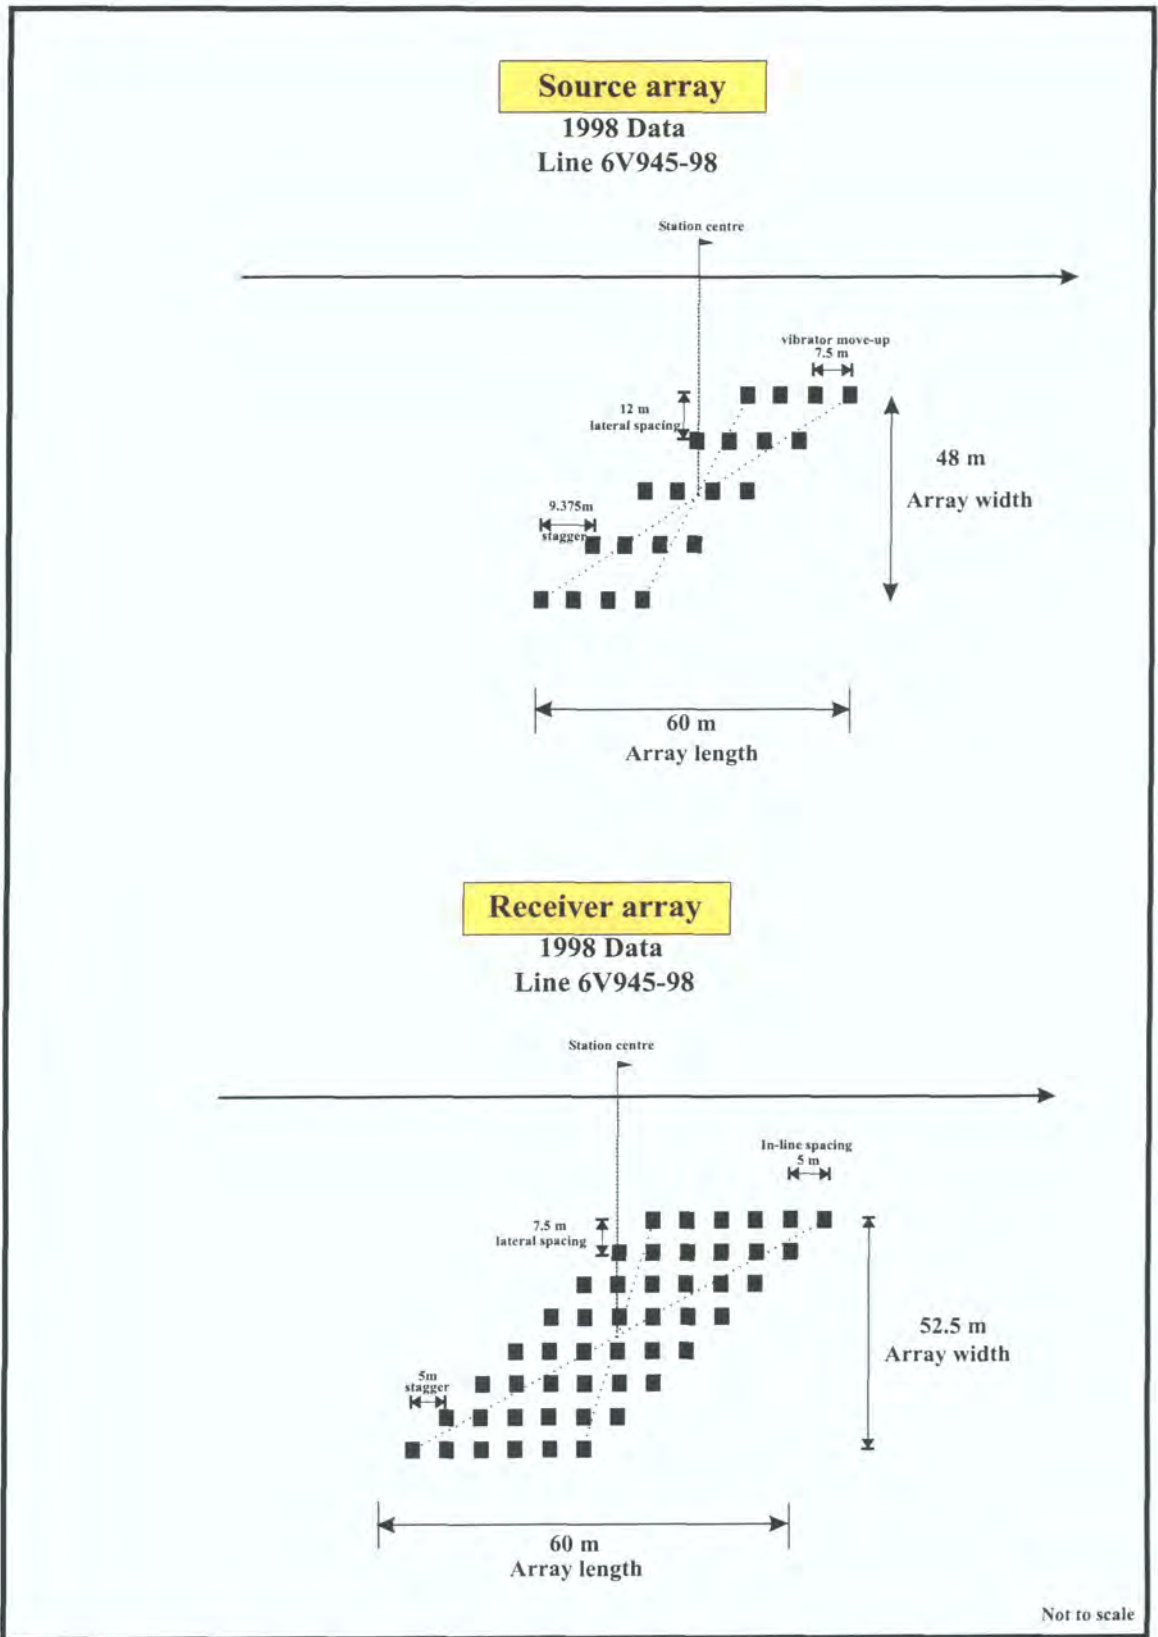 Source array
1998 Data
Line 6V945-98
Station centre
vibrator move-up
7.5 m
12 m
lateral spacing
48 m
Array width
9.375m
stagger
60 m
Array length
Receiver array
1998 Data
Line 6V945-98
Station centre
In-line spacing
5 m
7.5 m
lateral spacing
52.5 m
Array width
5m
stagger
60 m
Array length
Not to scale